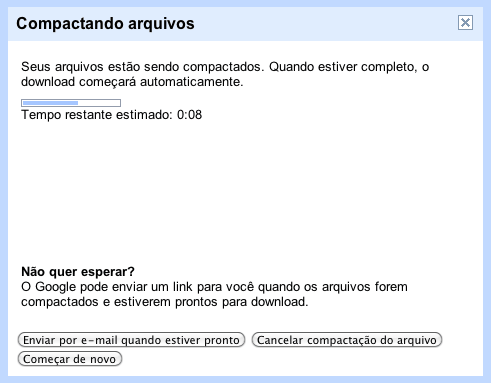 Compactando arquivos
Seus arquivos estão sendo compactados. Quando estiver completo, o
download começará automaticamente.
Tempo restante estimado: 0:08
Não quer esperar?
O Google pode enviar um link para você quando os arquivos forem
compactados e estiverem prontos para download.
Enviar por e-mail quando estiver pronto Cancelar compactação do arquivo
Começar de novo